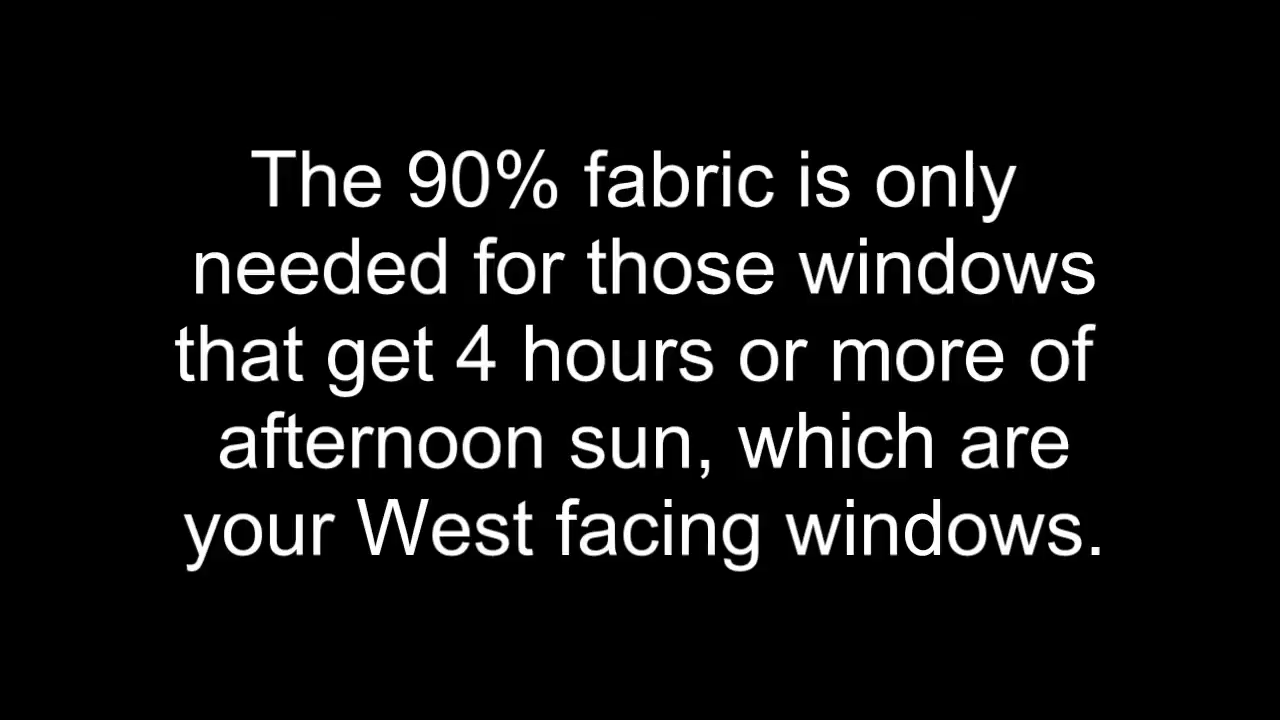 The 90% fabric is only
needed for those windows
that get 4 hours or more of
afternoon sun, which are
your West facing windows.